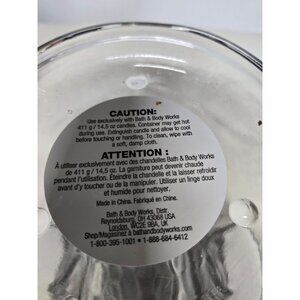 CAUTION:
Use exclusively with Bath & Body Works
411 g / 14.5 oz candles. Container may get hot
during use. Extinguish candle and allow to cool
before touching or handling. To clean, wipe with
a soft, damp cloth.
ATTENTION :
À utiliser exclusivement avec des chandelles Bath & Body Works
de 411 g / 14,5 oz. La garniture peut devenir chaude
pendant l'utilisation. Éteindre la chandelle et la laisser refroidir
avant d'y toucher ou de la manipuler. Utiliser un linge doux
et humide pour nettoyer.
Made in China. Fabriqué en Chine.
Bath & Body Works, Distr.
Reynoldsburg, OH 43068 USA
London, WC2E 9BA, UK
Shop/Magasinez à bathandbodyworks.com
1-800-395-1001 • 1-888-684-6412